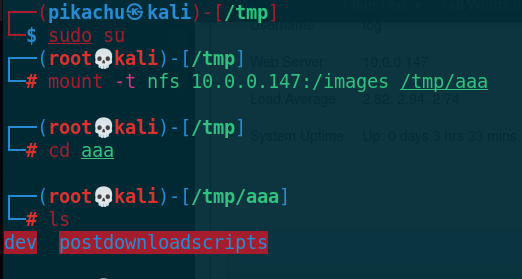 ┌──(pikachu㉿kali)-[/tmp]
└─$ sudo su
┌──(root💀kali)-[/tmp]
└─# mount -t nfs 10.0.0.147:/images /tmp/aaa
┌──(root💀kali)-[/tmp]
└─# cd aaa
┌──(root💀kali)-[/tmp/aaa]
└─# ls
dev  postdownloadscripts
Web Server 10.0.0.147
Load Average 2.82, 2.94, 2.74
System Uptime Up: 0 days 3 hrs 33 mins